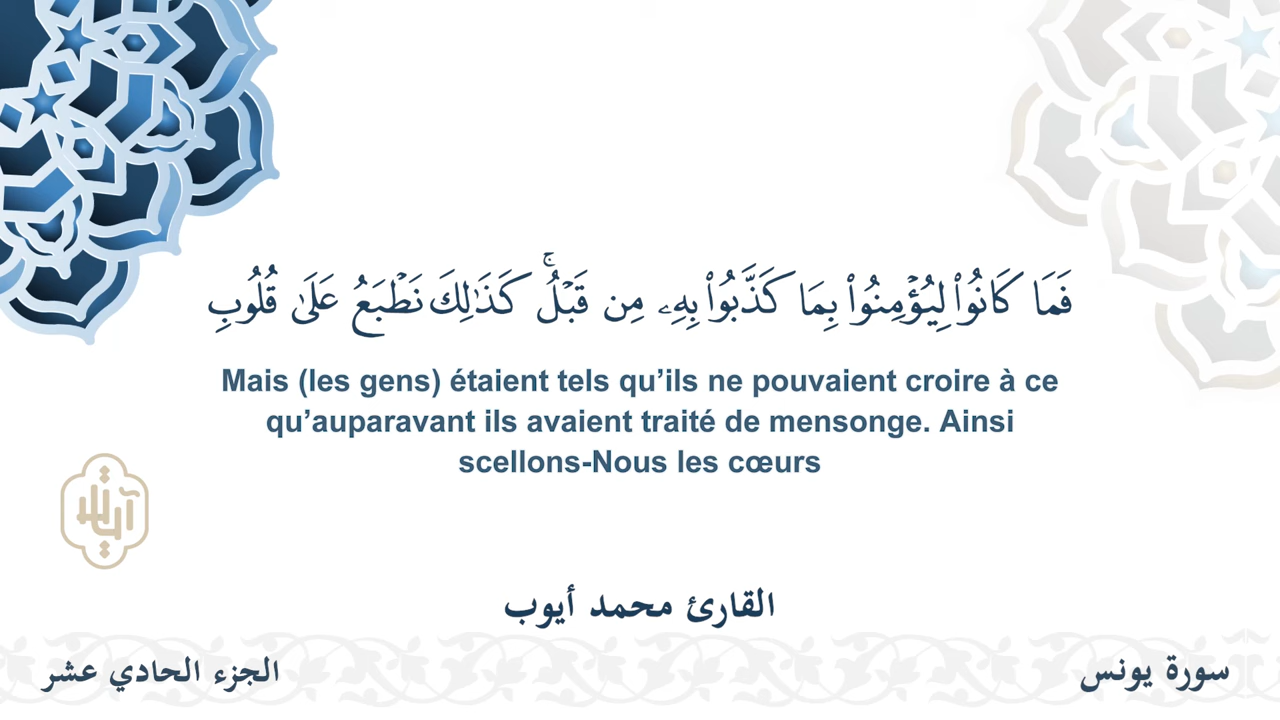 فَمَا كَانُوا۟ لِيُؤْمِنُوا۟ بِمَا كَذَّبُوا۟ بِهِۦ مِن قَبْلُ ۚ كَذَٰلِكَ نَطْبَعُ عَلَىٰ قُلُوبِ
Mais (les gens) étaient tels qu’ils ne pouvaient croire à ce
qu’auparavant ils avaient traité de mensonge. Ainsi
scellons-Nous les cœurs
آيات
القارئ محمد أيوب
سورة يونس
الجزء الحادي عشر